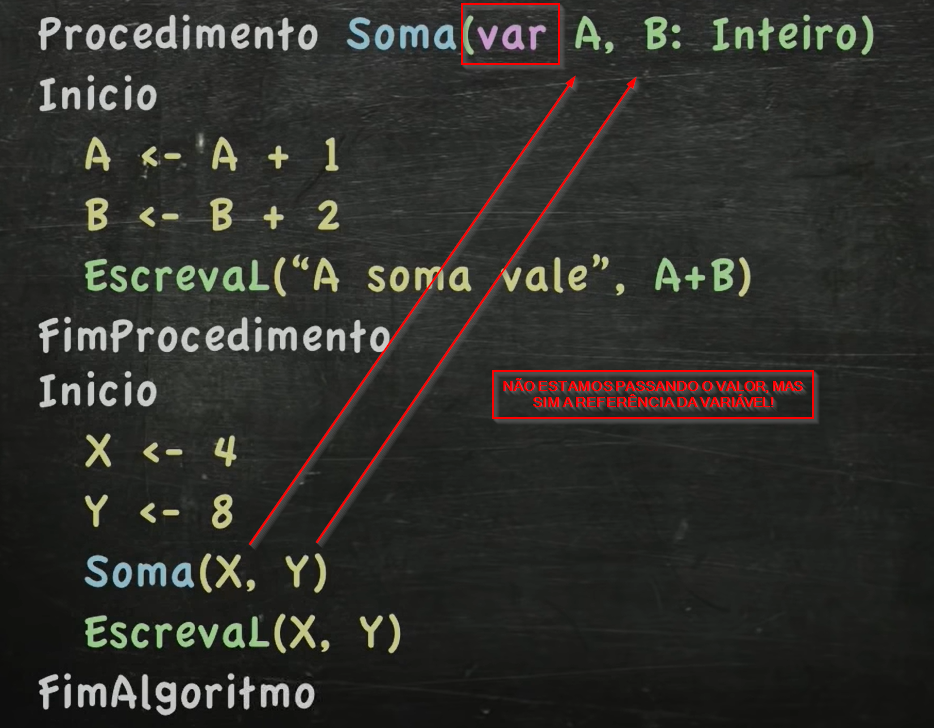 Procedimento Soma(var A, B: Inteiro)
Inicio
A <- A + 1
B <- B + 2
EscrevaL(“A soma vale”, A+B)
FimProcedimento
Inicio
NÃO ESTAMOS PASSANDO O VALOR, MAS
SIM A REFERÊNCIA DA VARIÁVEL!
X <- 4
Y <- 8
Soma(X, Y)
EscrevaL(X, Y)
FimAlgoritmo